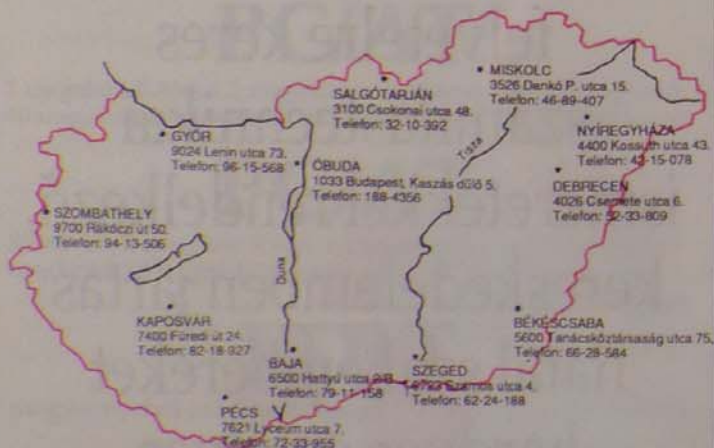 MISKOLC
3526 Dankó P. utca 15.
Telefon: 46-89-407
SALGÓTARJÁN
3100 Csokonai utca 48.
Telefon: 32-10-392
NYÍREGYHÁZA
4400 Kossuth utca 43.
Telefon: 42-15-078
GYŐR
9024 Lenin utca 73.
Telefon: 96-15-568
Tisza
ÓBUDA
1033 Budapest, Kaszás dűlő 5.
Telefon: 188-4356
DEBRECEN
4026 Csemete utca 6.
Telefon: 52-33-809
SZOMBATHELY
9700 Rákóczi út 50.
Telefon: 94-13-506
Duna
KAPOSVÁR
7400 Füredi út 24.
Telefon: 82-18-927
BÉKÉSCSABA
5600 Tanácsköztársaság utca 75.
Telefon: 66-28-584
BAJA
6500 Hattyú utca
Telefon: 79-11-158
SZEGED
Szamos utca 4.
Telefon: 62-24-188
PÉCS
7621 Lyceum utca 7.
Telefon: 72-33-955